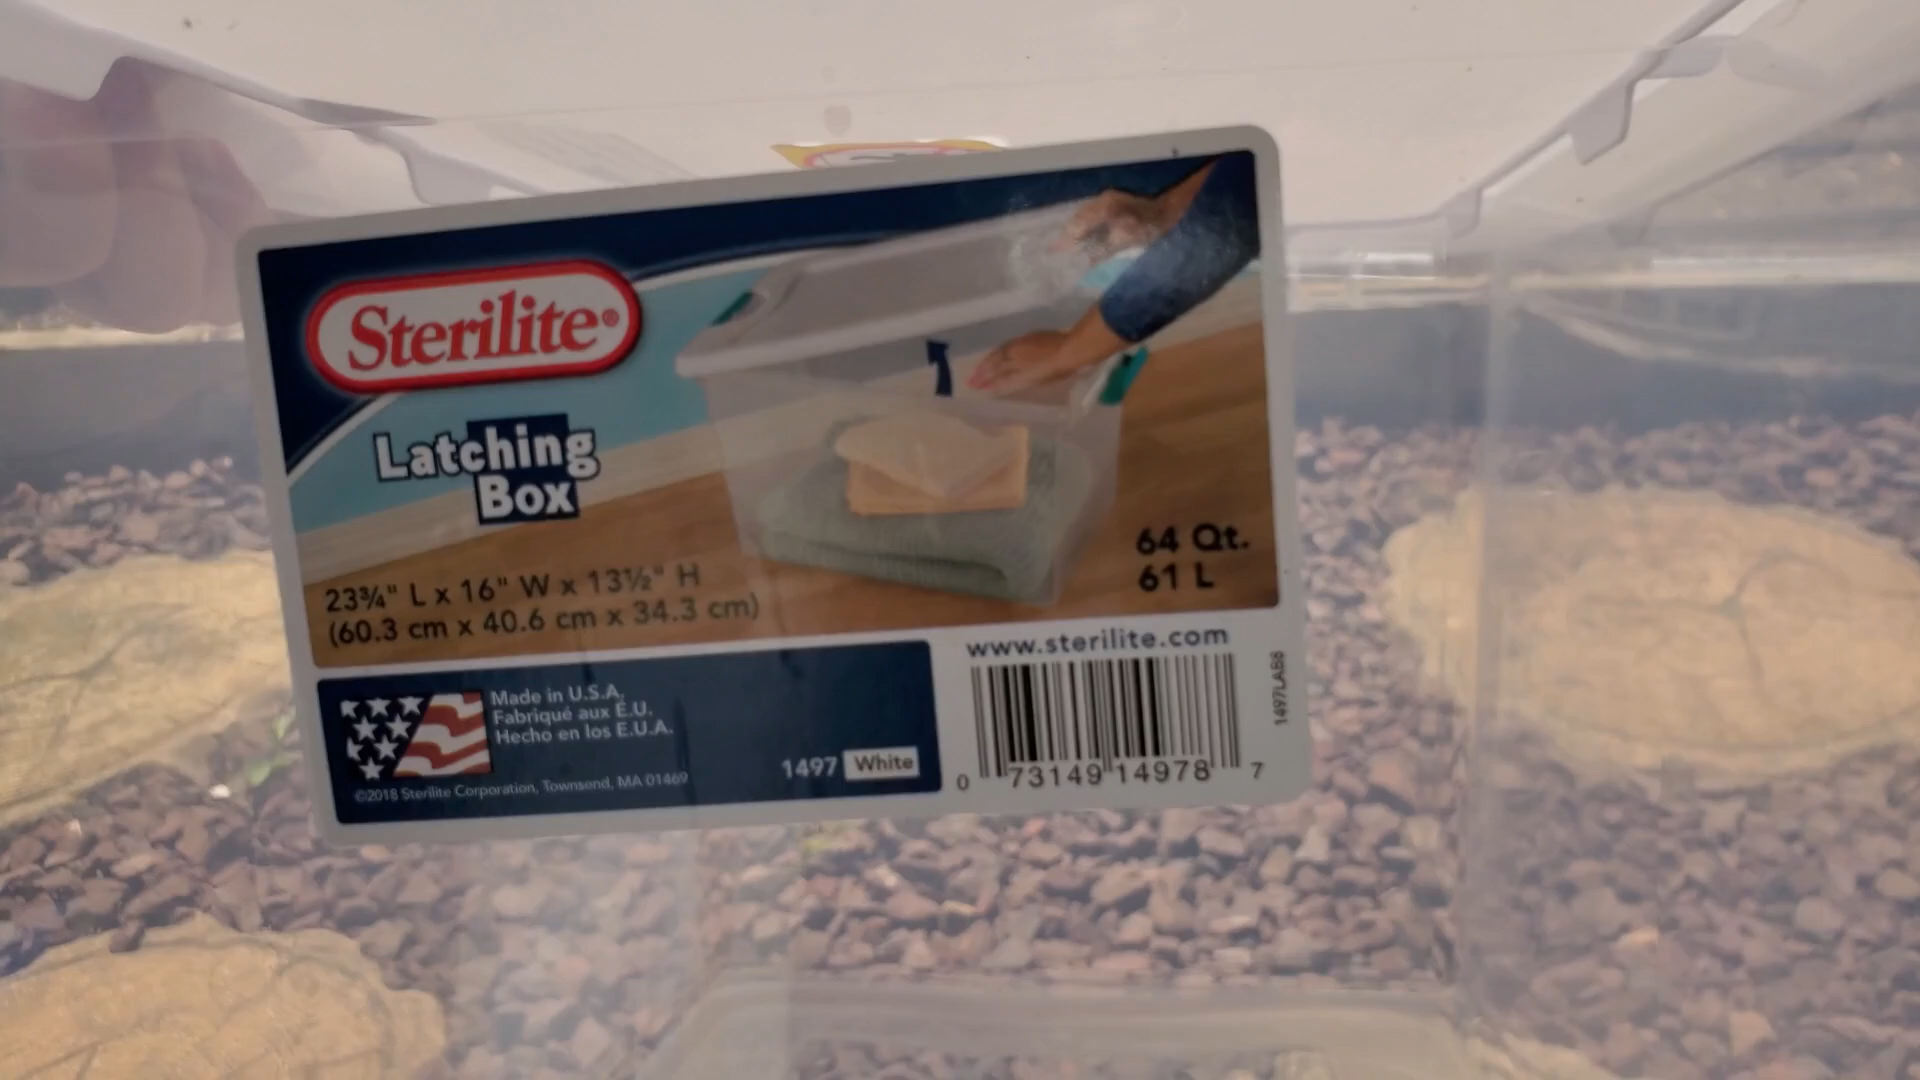 Sterilite®
Latching
Box
23¾" L x 16" W x 13½" H
(60.3 cm x 40.6 cm x 34.3 cm)
64 Qt.
61 L
www.sterilite.com
Made in U.S.A.
Fabriqué aux É.U.
Hecho en los E.U.A.
1497 White
©2018 Sterilite Corporation, Townsend, MA 01469
0 73149 14978 7
1497LAB8